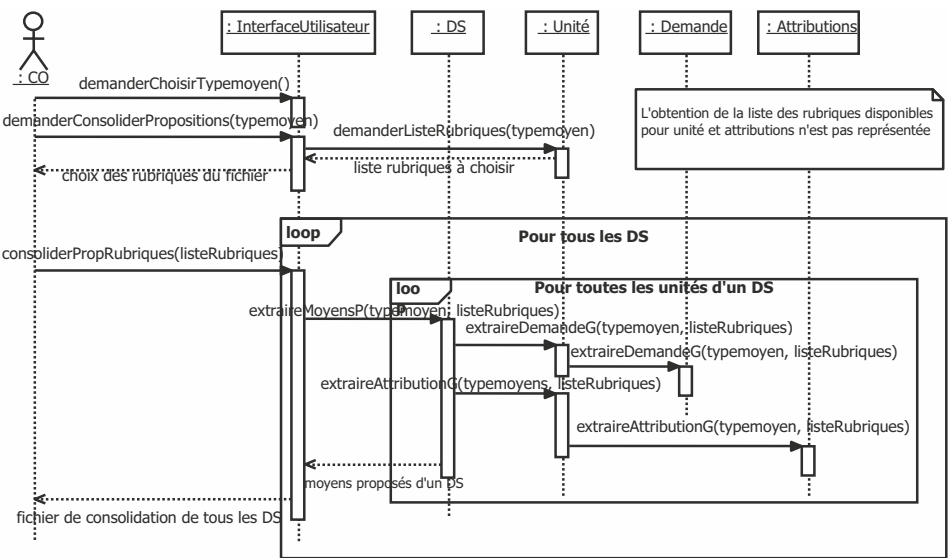 : InterfaceUtilisateur
: DS
: Unité
: Demande
: Attributions
: CO
demanderChoisirTypemoyen()
L'obtention de la liste des rubriques disponibles
pour unité et attributions n'est pas représentée
demanderConsoliderPropositions(typemoyen)
demanderListeRubriques(typemoyen)
liste rubriques à choisir
choix des rubriques du fichier
loop
Pour tous les DS
consoliderPropRubriques(listeRubriques)
loo
p
Pour toutes les unités d'un DS
extraireMoyensP(typemoyen, listeRubriques)
extraireDemandeG(typemoyen, listeRubriques)
extraireDemandeG(typemoyen, listeRubriques)
extraireAttributionG(typemoyens, listeRubriques)
extraireAttributionG(typemoyen, listeRubriques)
moyens proposés d'un DS
fichier de consolidation de tous les DS